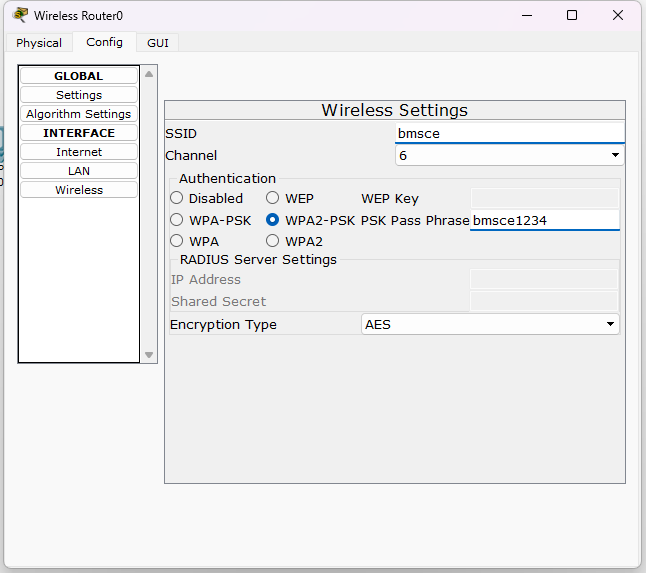 Wireless Router0
Physical Config GUI
GLOBAL
Settings
Algorithm Settings
INTERFACE
Internet
LAN
Wireless
Wireless Settings
SSID bmsce
Channel 6
Authentication
Disabled WEP WEP Key
WPA-PSK WPA2-PSK PSK Pass Phrase bmsce1234
WPA WPA2
RADIUS Server Settings
IP Address
Shared Secret
Encryption Type AES